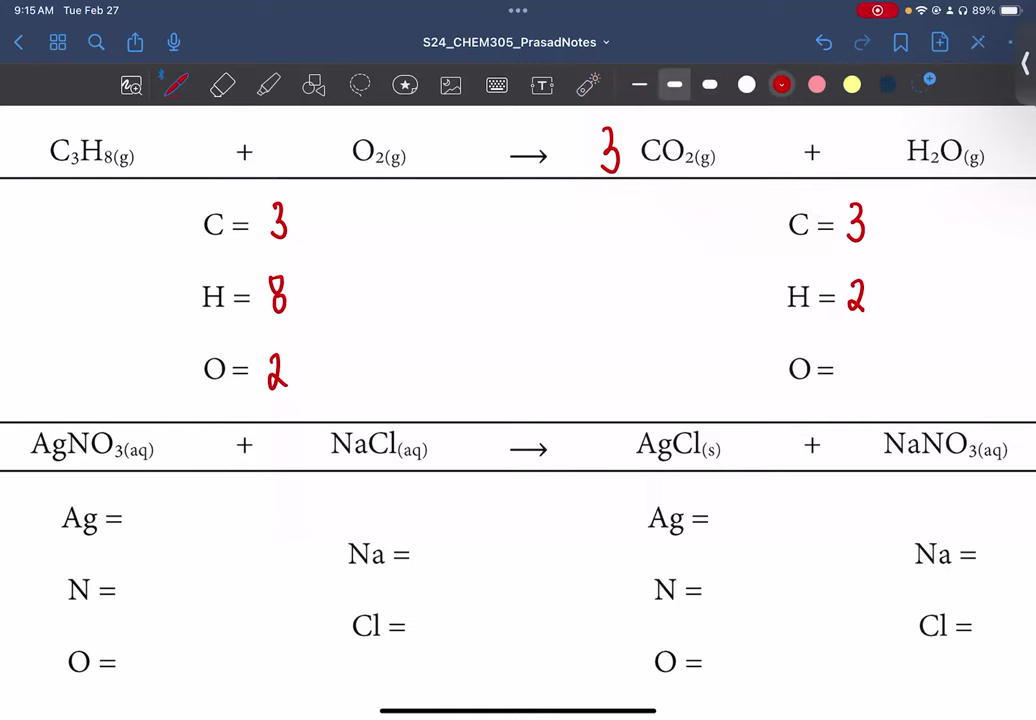 9:15 AM Tue Feb 27 89%
S24_CHEM305_PrasadNotes
C₃H₈(g) + O₂(g) ⟶ 3 CO₂(g) + H₂O(g)
C = 3 C = 3
H = 8 H = 2
O = 2 O =
AgNO₃(aq) + NaCl(aq) ⟶ AgCl(s) + NaNO₃(aq)
Ag = Ag =
Na = Na =
N = N =
Cl = Cl =
O = O =